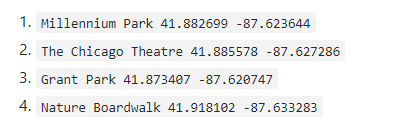 1. Millennium Park 41.882699 -87.623644
2. The Chicago Theatre 41.885578 -87.627286
3. Grant Park 41.873407 -87.620747
4. Nature Boardwalk 41.918102 -87.633283